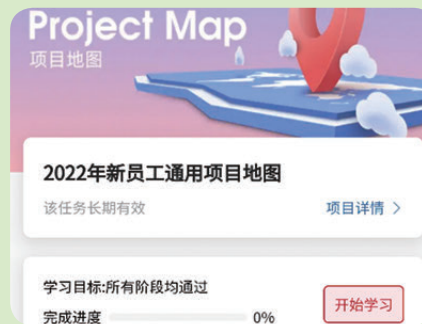 Project Map
项目地图
2022年新员工通用项目地图
该任务长期有效
项目详情 >
学习目标:所有阶段均通过
开始学习
完成进度 0%